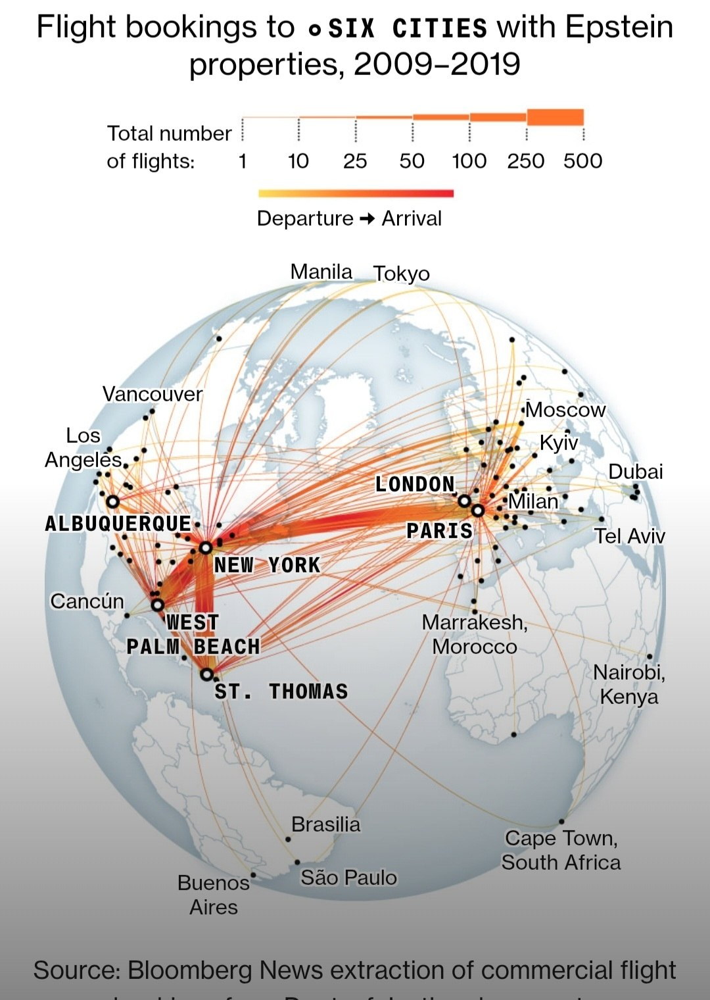 Flight bookings to SIX CITIES with Epstein
properties, 2009–2019
Total number
of flights:
1 10 25 50 100 250 500
Departure → Arrival
Manila Tokyo
Vancouver
Los
Angeles
Moscow
Kyiv
Dubai
LONDON
Milan
ALBUQUERQUE
PARIS
Tel Aviv
NEW YORK
Cancún
WEST
PALM BEACH
Marrakesh,
Morocco
Nairobi,
Kenya
ST. THOMAS
Brasilia
Cape Town,
South Africa
São Paulo
Buenos
Aires
Source: Bloomberg News extraction of commercial flight